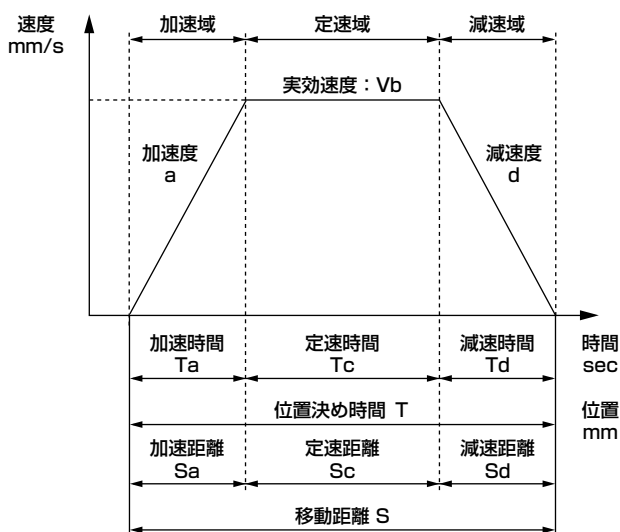 速度
mm/s
加速域
定速域
減速域
実効速度：Vb
加速度
a
減速度
d
時間
sec
加速時間
Ta
定速時間
Tc
減速時間
Td
位置決め時間 T
位置
mm
加速距離
Sa
定速距離
Sc
減速距離
Sd
移動距離 S